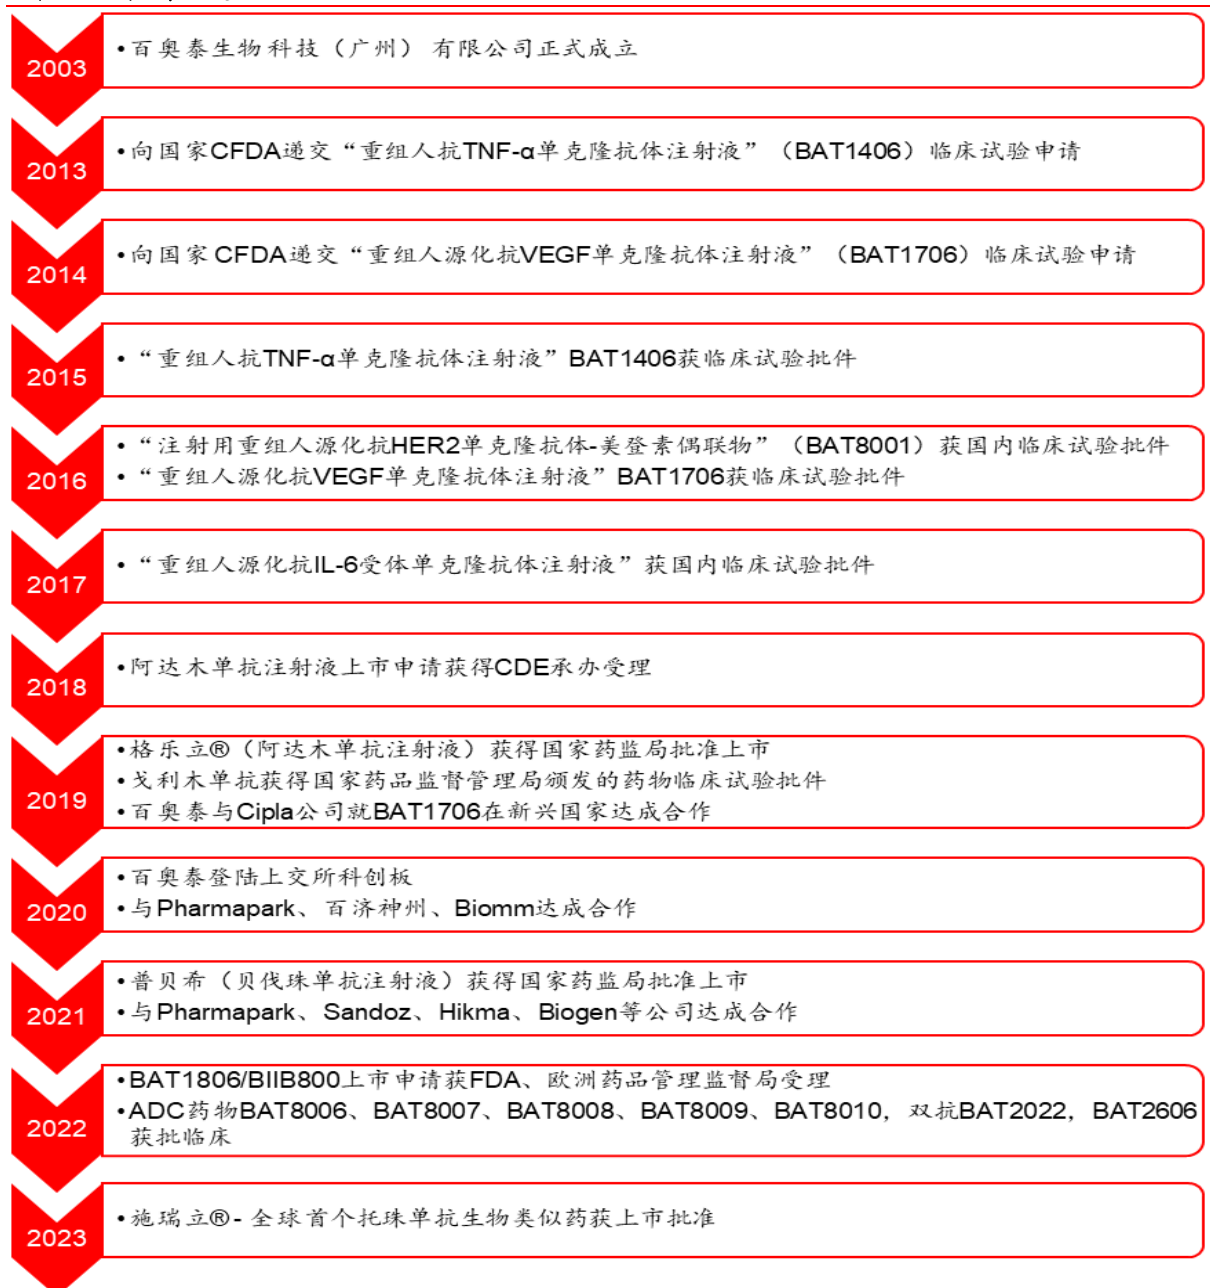 2003
•百奥泰生物科技（广州） 有限公司正式成立
2013
•向国家CFDA递交“重组人抗TNF-α单克隆抗体注射液”（BAT1406）临床试验申请
2014
•向国家CFDA递交“重组人源化抗VEGF单克隆抗体注射液”（BAT1706）临床试验申请
2015
•“重组人抗TNF-α单克隆抗体注射液”BAT1406获临床试验批件
2016
•“注射用重组人源化抗HER2单克隆抗体-美登素偶联物”（BAT8001）获国内临床试验批件
•“重组人源化抗VEGF单克隆抗体注射液”BAT1706获临床试验批件
2017
•“重组人源化抗IL-6受体单克隆抗体注射液”获国内临床试验批件
2018
•阿达木单抗注射液上市申请获得CDE承办受理
2019
•格乐立®（阿达木单抗注射液）获得国家药监局批准上市
•戈利木单抗获得国家药品监督管理局颁发的药物临床试验批件
•百奥泰与Cipla公司就BAT1706在新兴国家达成合作
2020
•百奥泰登陆上交所科创板
•与Pharmapark、百济神州、Biomm达成合作
2021
•普贝希（贝伐珠单抗注射液）获得国家药监局批准上市
•与Pharmapark、Sandoz、Hikma、Biogen等公司达成合作
2022
•BAT1806/BIIB800上市申请获FDA、欧洲药品管理监督局受理
•ADC药物BAT8006、BAT8007、BAT8008、BAT8009、BAT8010，双抗BAT2022，BAT2606
获批临床
2023
•施瑞立®- 全球首个托珠单抗生物类似药获上市批准